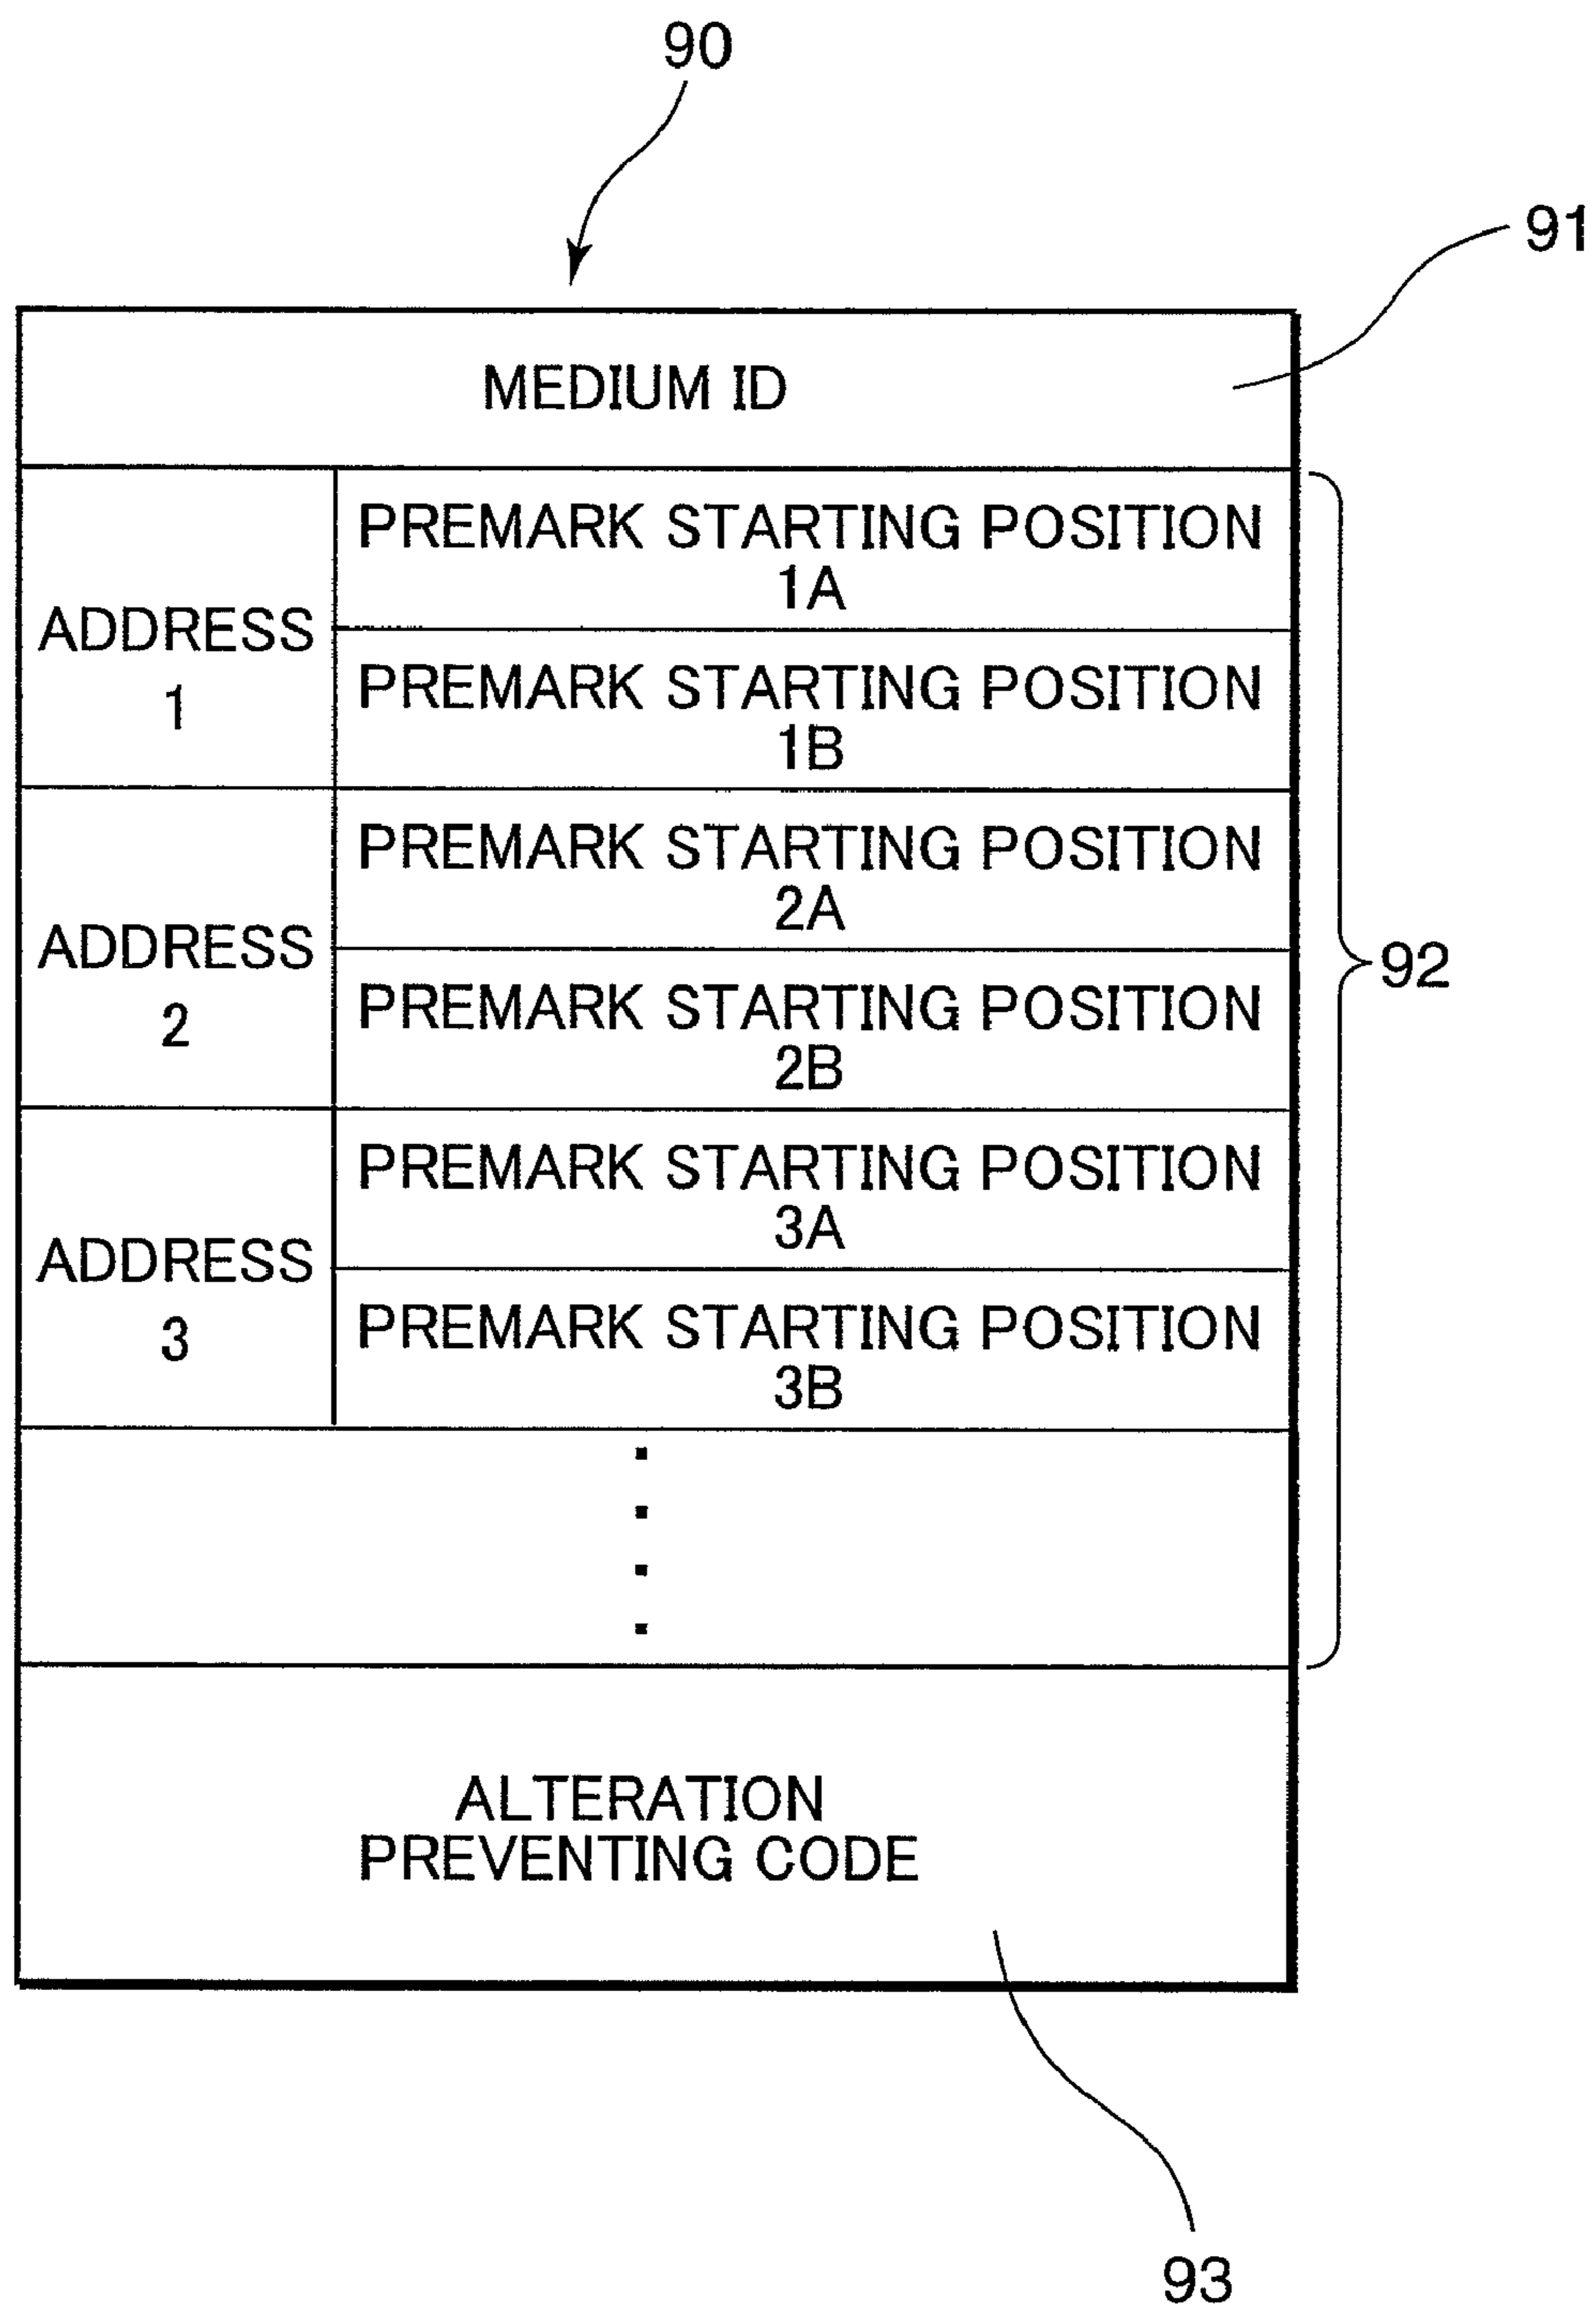 90
91
MEDIUM ID
ADDRESS
1
PREMARK STARTING POSITION
1A
PREMARK STARTING POSITION
1B
ADDRESS
2
PREMARK STARTING POSITION
2A
PREMARK STARTING POSITION
2B
92
ADDRESS
3
PREMARK STARTING POSITION
3A
PREMARK STARTING POSITION
3B
ALTERATION
PREVENTING CODE
93